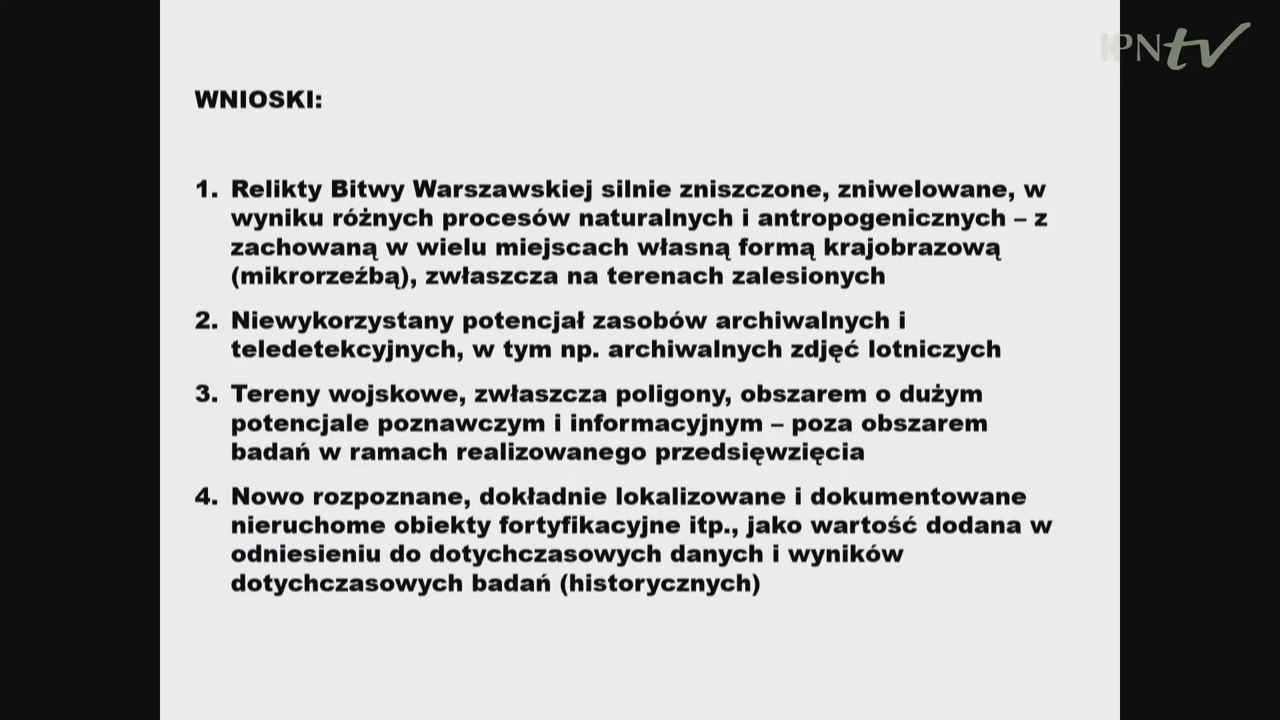 IPNtv
WNIOSKI:
1. Relikty Bitwy Warszawskiej silnie zniszczone, zniwelowane, w
wyniku różnych procesów naturalnych i antropogenicznych – z
zachowaną w wielu miejscach własną formą krajobrazową
(mikrorzeźbą), zwłaszcza na terenach zalesionych
2. Niewykorzystany potencjał zasobów archiwalnych i
teledetekcyjnych, w tym np. archiwalnych zdjęć lotniczych
3. Tereny wojskowe, zwłaszcza poligony, obszarem o dużym
potencjale poznawczym i informacyjnym – poza obszarem
badań w ramach realizowanego przedsięwzięcia
4. Nowo rozpoznane, dokładnie lokalizowane i dokumentowane
nieruchome obiekty fortyfikacyjne itp., jako wartość dodana w
odniesieniu do dotychczasowych danych i wyników
dotychczasowych badań (historycznych)